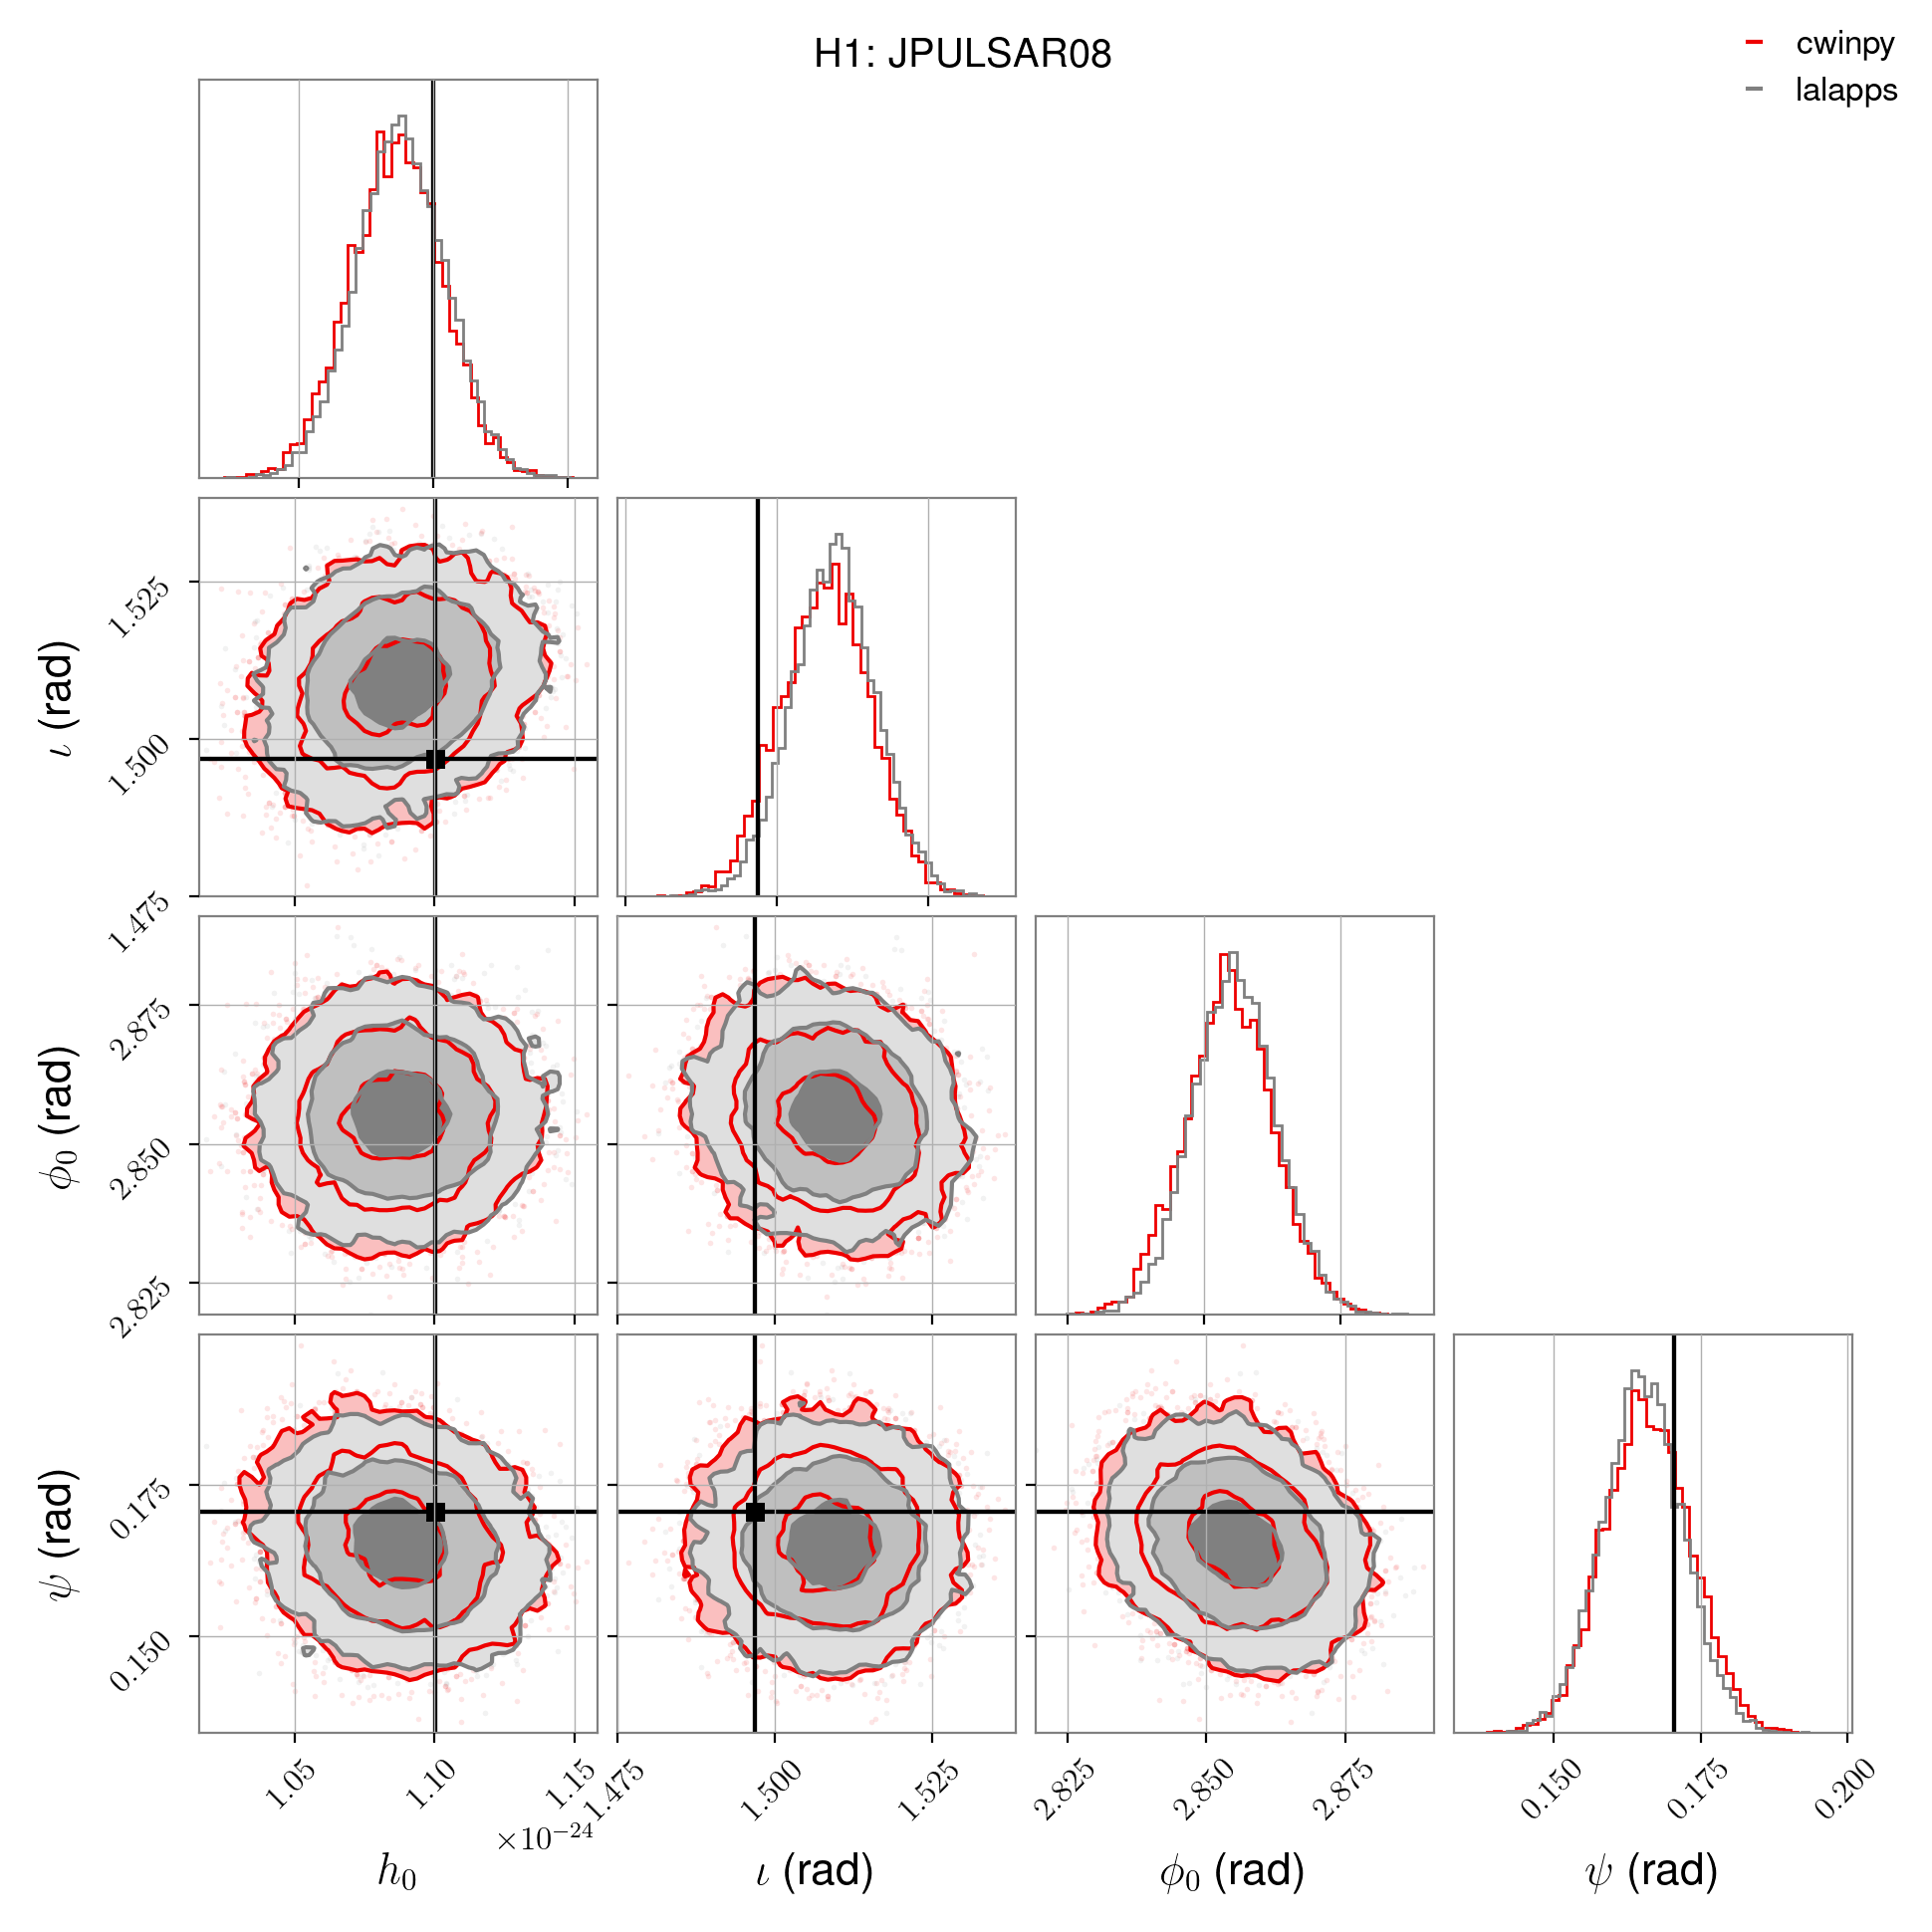 H1: JPULSAR08
cwinpy
lalapps
ι (rad)
1.525
1.500
1.475
ϕ₀ (rad)
2.875
2.850
2.825
ψ (rad)
0.175
0.150
1.05 1.10 1.15 1.475 1.500 1.525 2.825 2.850 2.875 0.150 0.175 0.200
×10⁻²⁴
h₀ ι (rad) ϕ₀ (rad) ψ (rad)